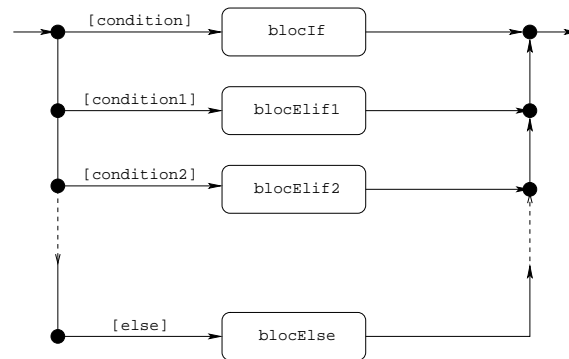 [condition] blocIf
[condition1] blocElif1
[condition2] blocElif2
[else] blocElse